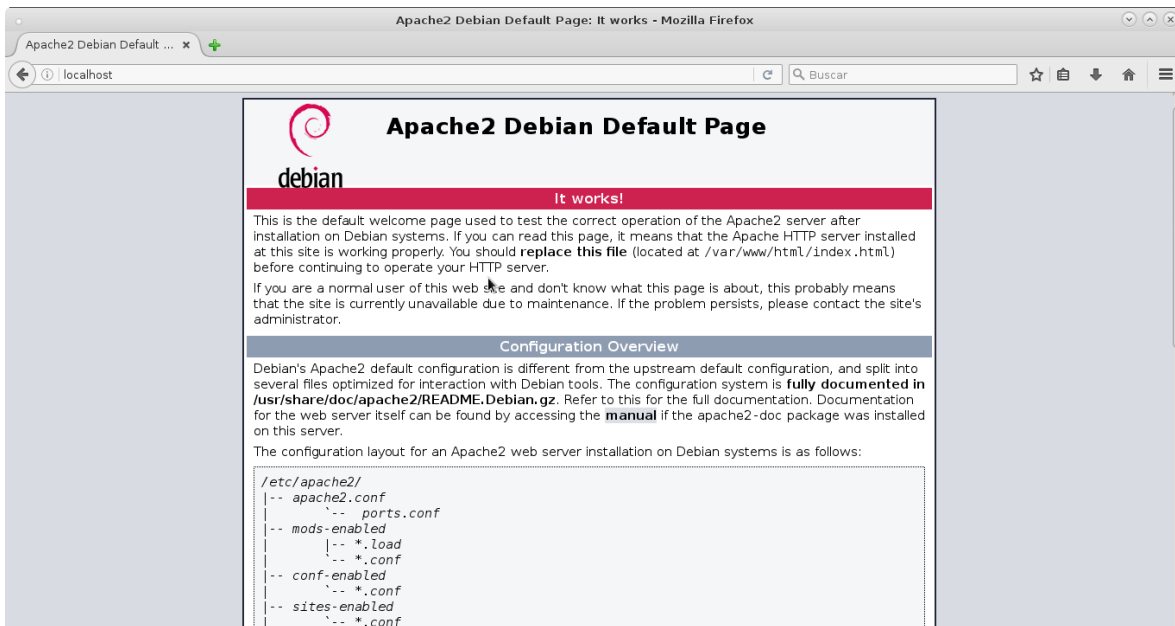 Apache2 Debian Default Page: It works - Mozilla Firefox
Apache2 Debian Default ...
localhost
Buscar
debian
Apache2 Debian Default Page
It works!
This is the default welcome page used to test the correct operation of the Apache2 server after
installation on Debian systems. If you can read this page, it means that the Apache HTTP server installed
at this site is working properly. You should replace this file (located at /var/www/html/index.html)
before continuing to operate your HTTP server.
If you are a normal user of this web site and don't know what this page is about, this probably means
that the site is currently unavailable due to maintenance. If the problem persists, please contact the site's
administrator.
Configuration Overview
Debian's Apache2 default configuration is different from the upstream default configuration, and split into
several files optimized for interaction with Debian tools. The configuration system is fully documented in
/usr/share/doc/apache2/README.Debian.gz. Refer to this for the full documentation. Documentation
for the web server itself can be found by accessing the manual if the apache2-doc package was installed
on this server.
The configuration layout for an Apache2 web server installation on Debian systems is as follows:
/etc/apache2/
|-- apache2.conf
|       `--  ports.conf
|-- mods-enabled
|       |-- *.load
|       `-- *.conf
|-- conf-enabled
|       `-- *.conf
|-- sites-enabled
|       `-- *.conf